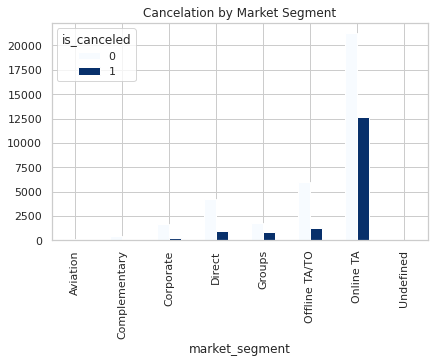 Cancelation by Market Segment
is_canceled
0
1
20000
17500
15000
12500
10000
7500
5000
2500
0
Aviation
Complementary
Corporate
Direct
Groups
Offline TA/TO
Online TA
Undefined
market_segment